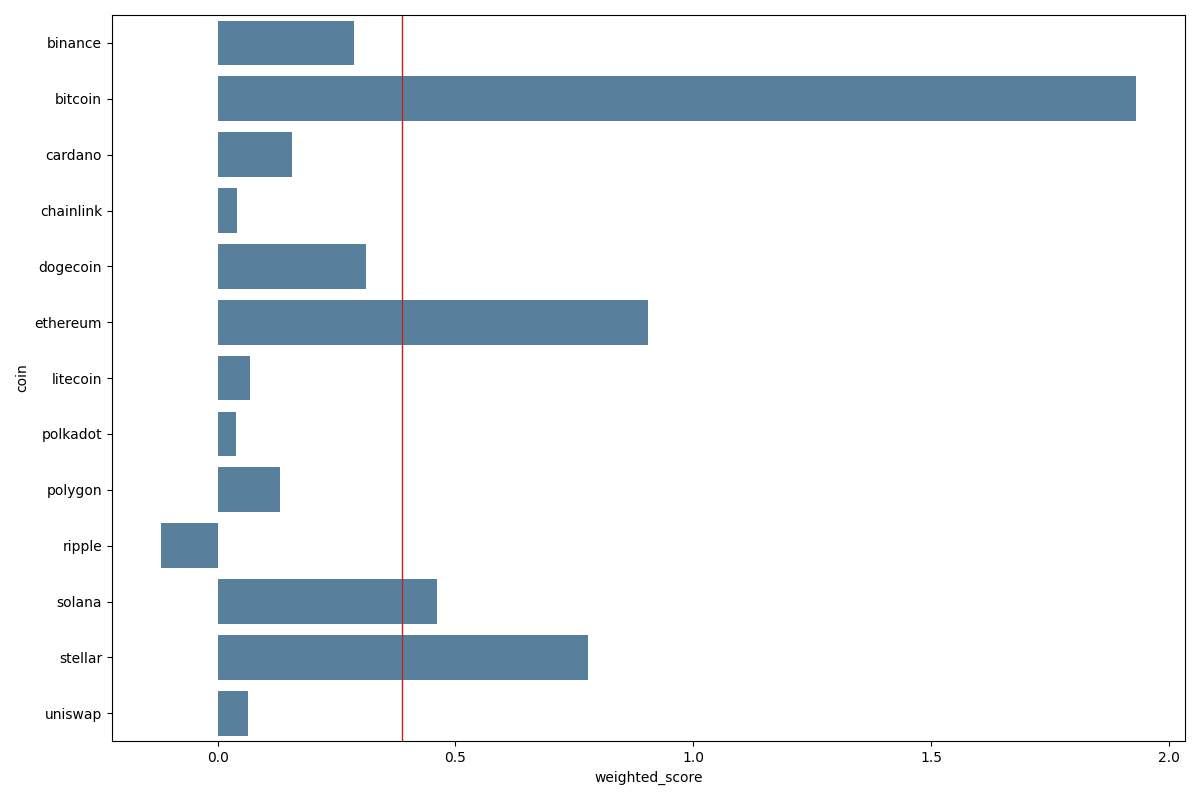 binance
bitcoin
cardano
chainlink
dogecoin
ethereum
litecoin
polkadot
polygon
ripple
solana
stellar
uniswap
coin
0.0 0.5 1.0 1.5 2.0
weighted_score